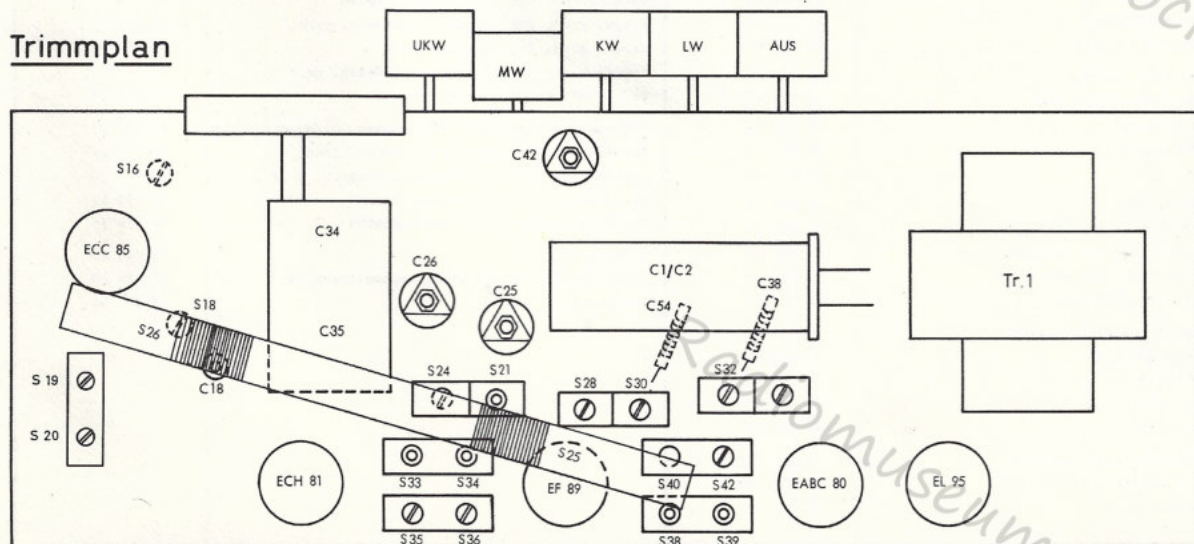 Trimmplan
UKW
MW
KW
LW
AUS
S16
C42
ECC 85
C34
C26
C1/C2
C38
Tr.1
S18
C25
C54
S26
C35
S 19
C18
S24
S21
S28
S30
S32
S 20
S25
ECH 81
S33
S34
EF 89
S40
S42
EABC 80
EL 95
S35
S36
S38
S39
Radiomuseum